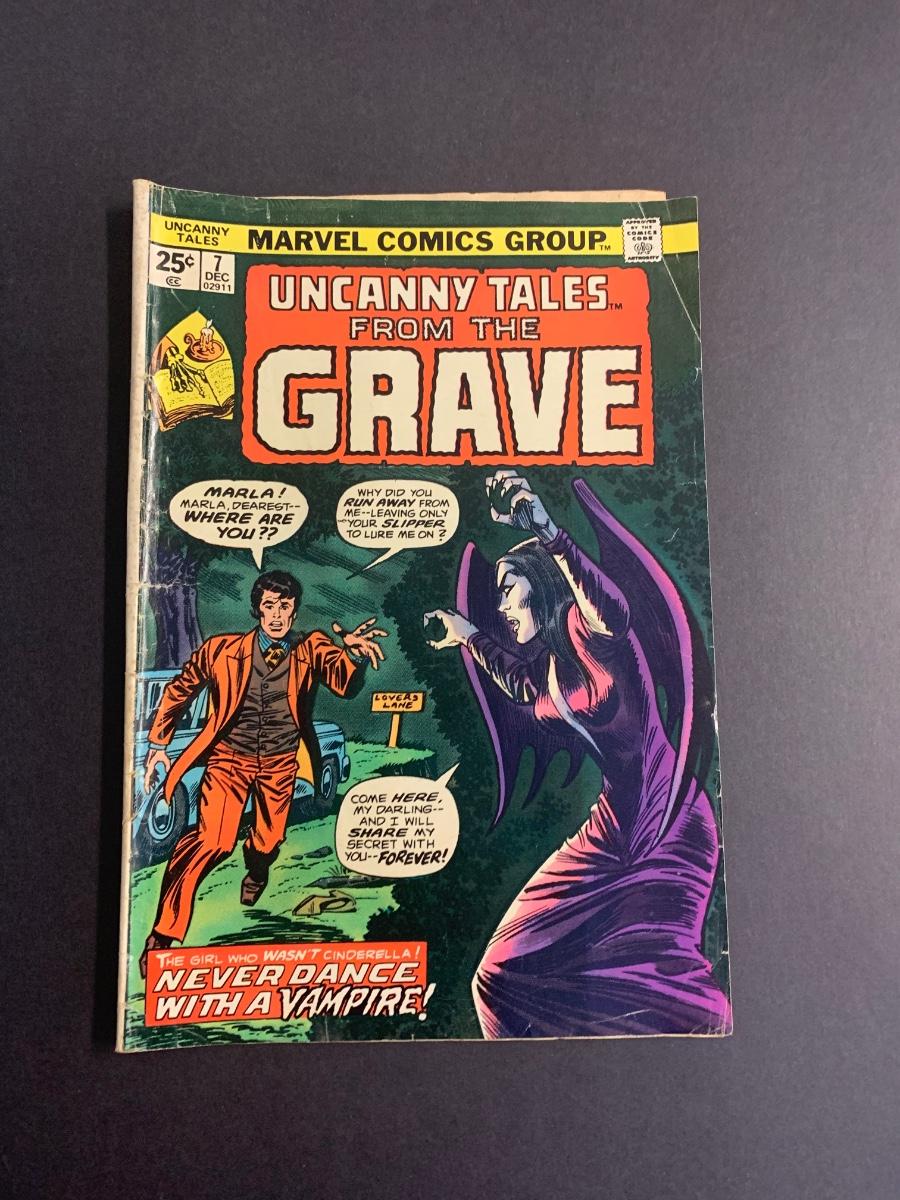 UNCANNY
TALES
MARVEL COMICS GROUP™
APPROVED
BY THE
COMICS
CODE
AUTHORITY
25¢
CC
7
DEC
02911
UNCANNY TALES™
FROM THE
GRAVE
MARLA!
MARLA, DEAREST--
WHERE ARE
YOU??
WHY DID YOU
RUN AWAY FROM
ME--LEAVING ONLY
YOUR SLIPPER
TO LURE ME ON?
LOVERS
LANE
COME HERE,
MY DARLING--
AND I WILL
SHARE MY
SECRET WITH
YOU--FOREVER!
THE GIRL WHO WASN'T CINDERELLA!
NEVER DANCE
WITH A VAMPIRE!